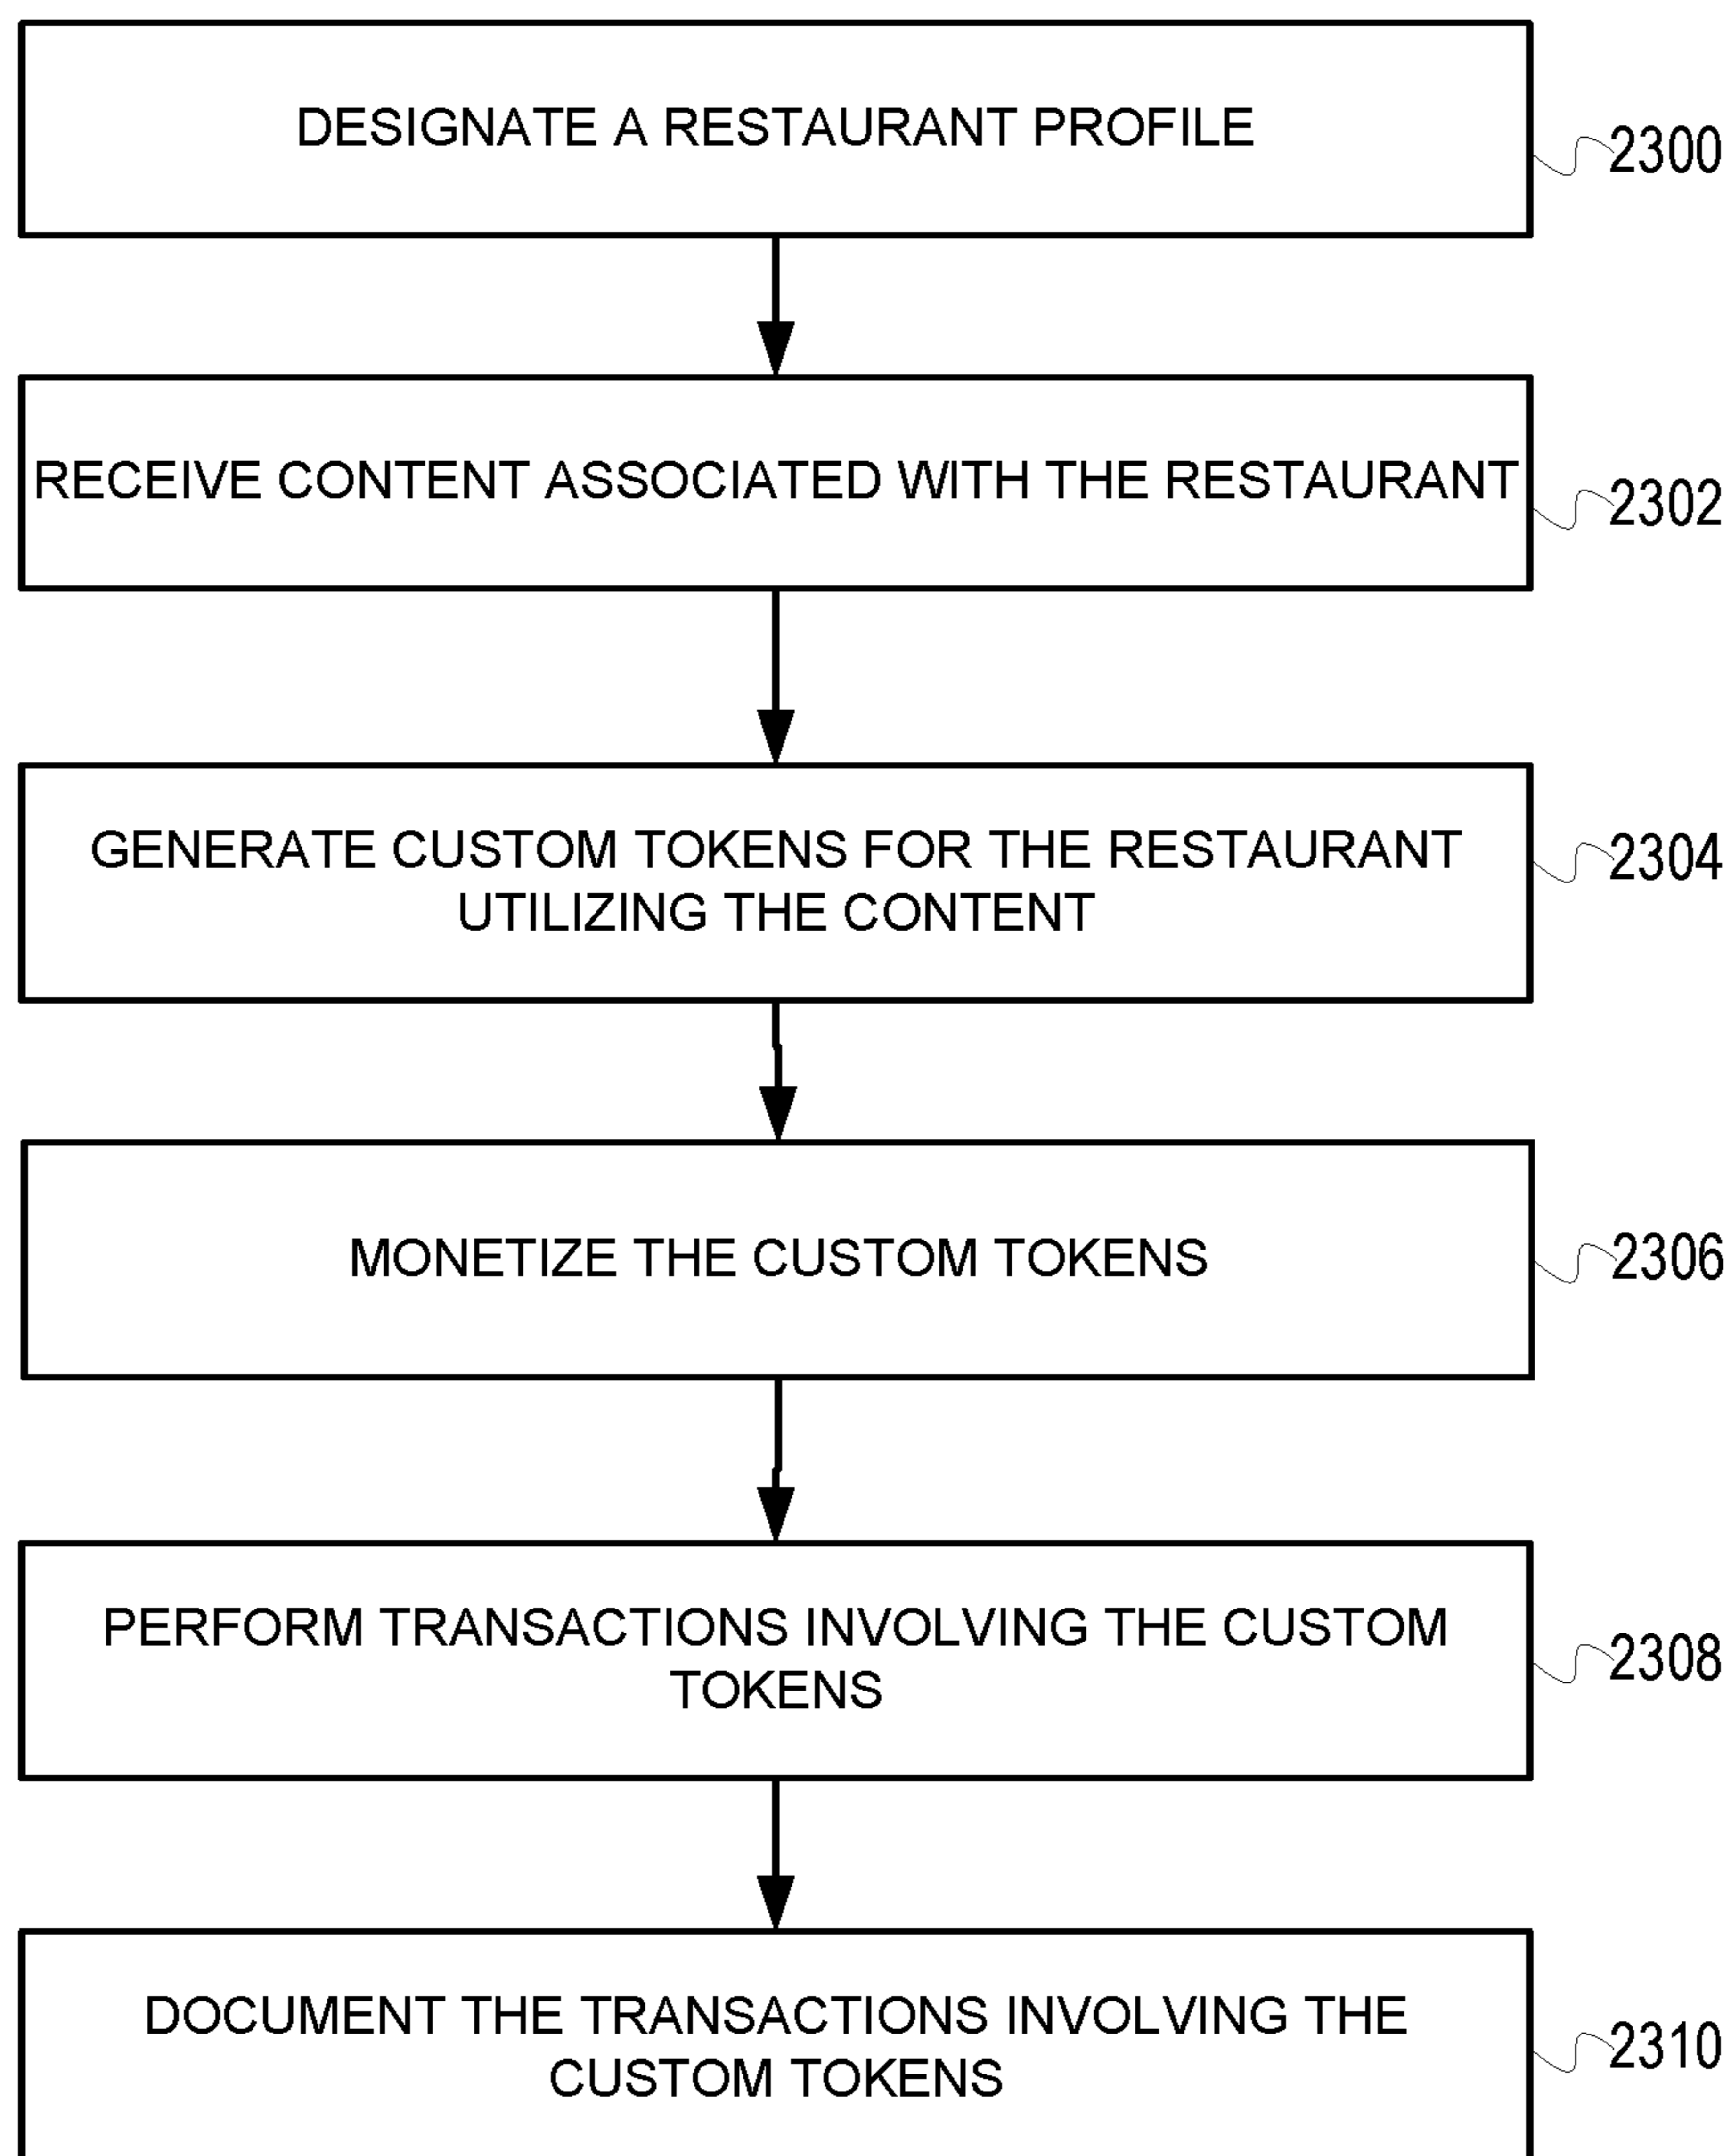 DESIGNATE A RESTAURANT PROFILE
2300
RECEIVE CONTENT ASSOCIATED WITH THE RESTAURANT
2302
GENERATE CUSTOM TOKENS FOR THE RESTAURANT
UTILIZING THE CONTENT
2304
MONETIZE THE CUSTOM TOKENS
2306
PERFORM TRANSACTIONS INVOLVING THE CUSTOM
TOKENS
2308
DOCUMENT THE TRANSACTIONS INVOLVING THE
CUSTOM TOKENS
2310